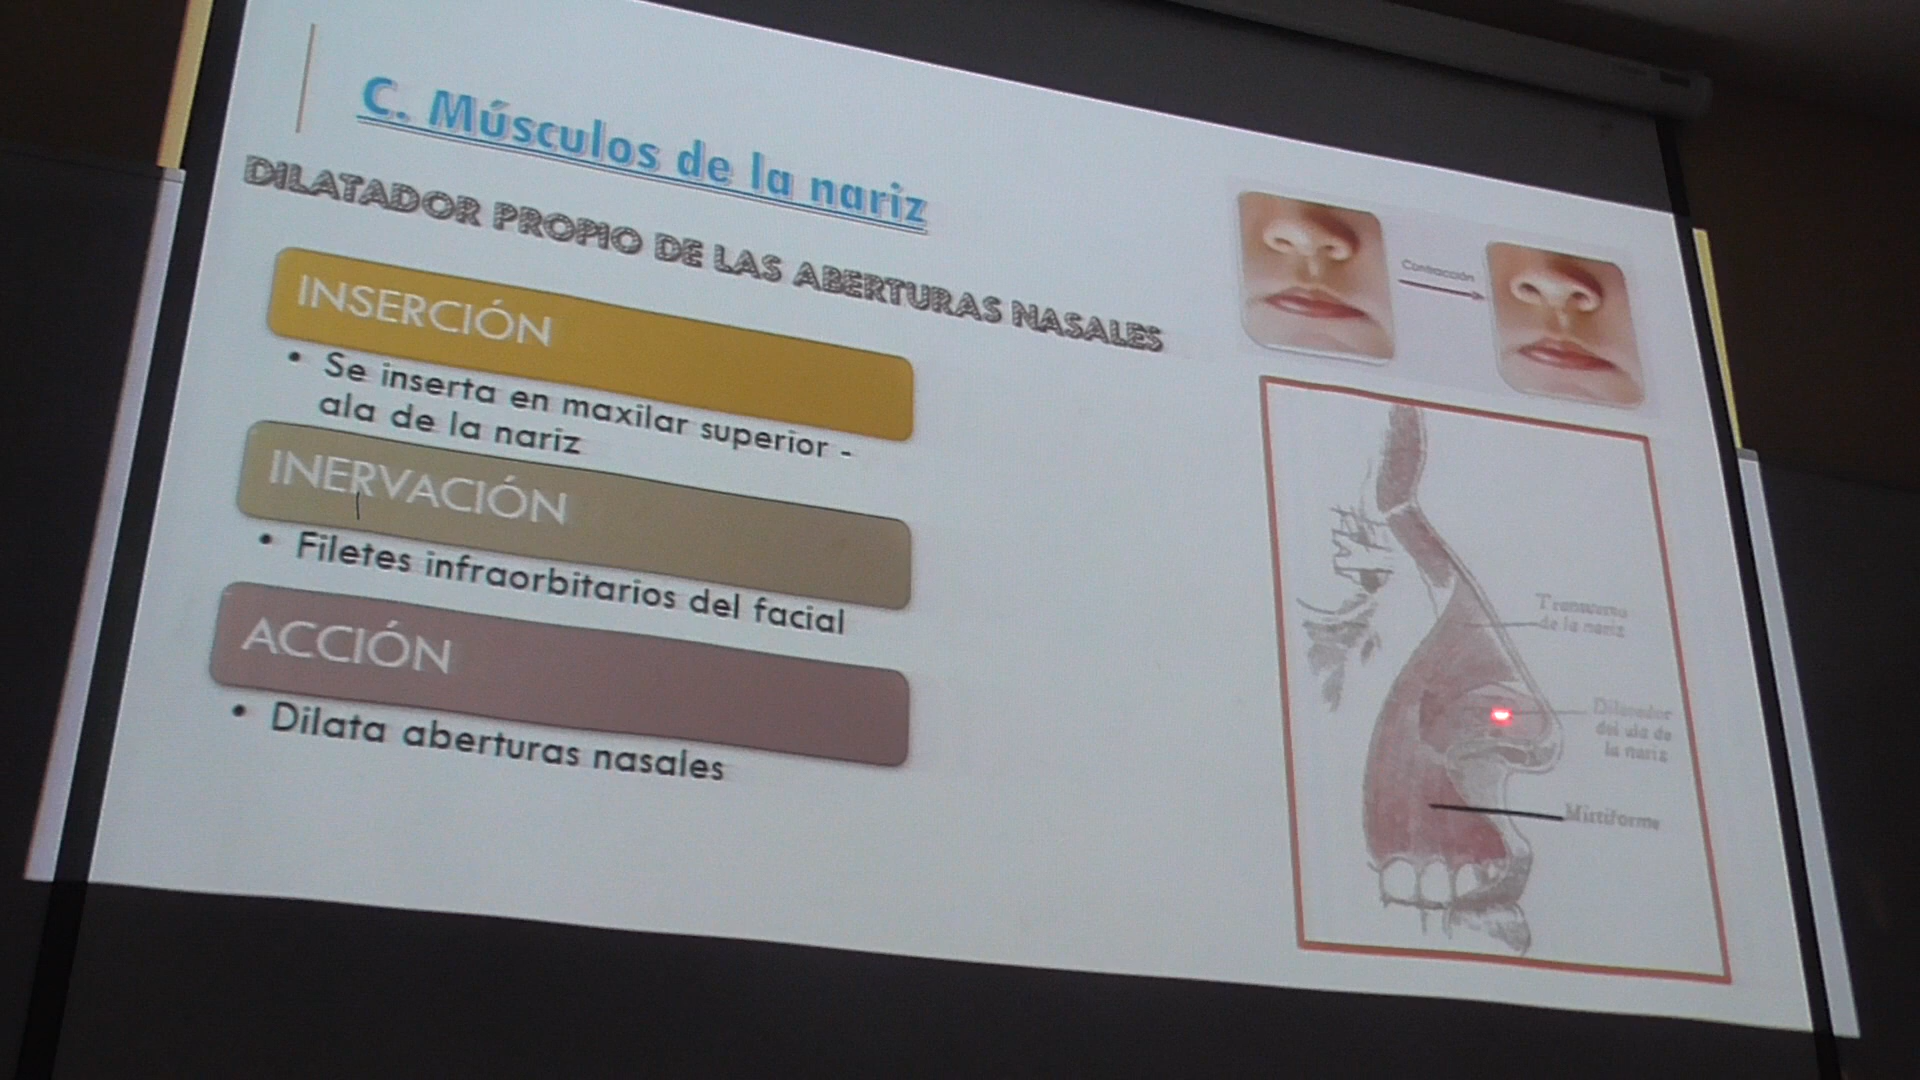 C. Músculos de la nariz
DILATADOR PROPIO DE LAS ABERTURAS NASALES
INSERCIÓN
• Se inserta en maxilar superior -
ala de la nariz
INERVACIÓN
• Filetes infraorbitarios del facial
ACCIÓN
• Dilata aberturas nasales
Contracción
Transverso
de la nariz
Dilatador
del ala de
la nariz
Mirtiforme